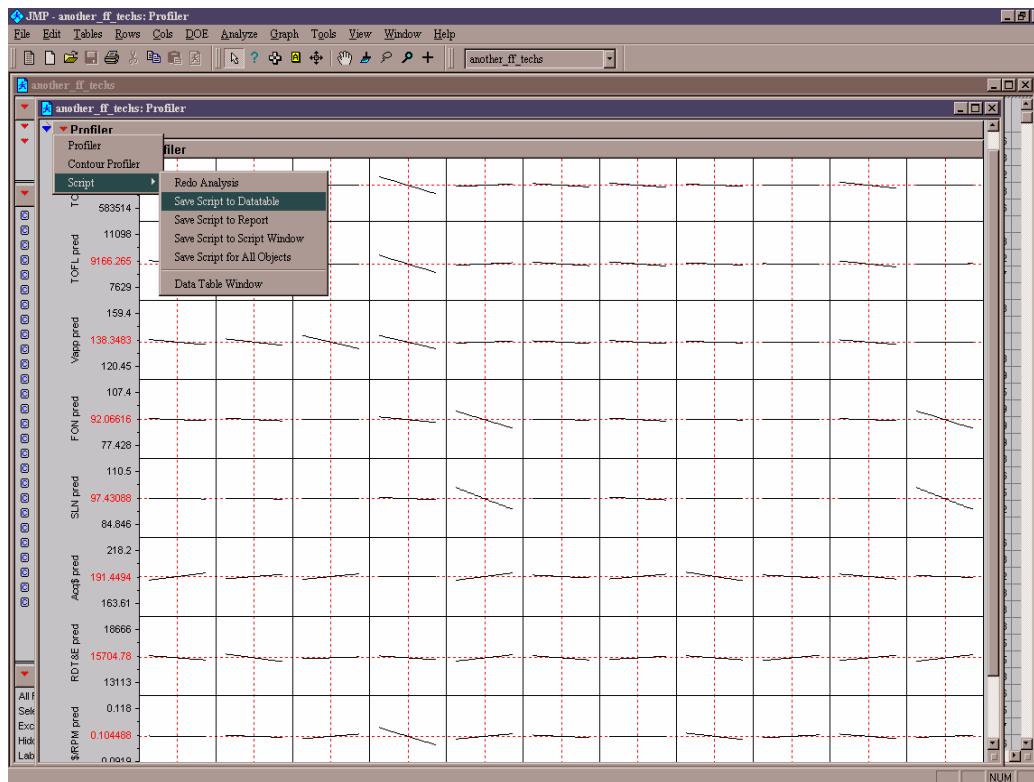 JMP - another_ff_techs: Profiler
File Edit Tables Rows Cols DOE Analyze Graph Tools View Window Help
another_ff_techs
another_ff_techs
another_ff_techs: Profiler
Profiler
Profiler
filer
Contour Profiler
Script
Redo Analysis
Save Script to Datatable
583514
Save Script to Report
11098
Save Script to Script Window
TOFL pred
9166.265
Save Script for All Objects
7629
Data Table Window
159.4
Vapp pred
138.3483
120.45
107.4
FON pred
92.06616
77.428
110.5
SLN pred
97.43088
84.846
218.2
Acq$ pred
191.4494
163.61
18666
RDT&E pred
15704.78
13113
All
Sele
0.118
Exc
$/RPM pred
0.104488
Hid
Lab
0.0919
NUM